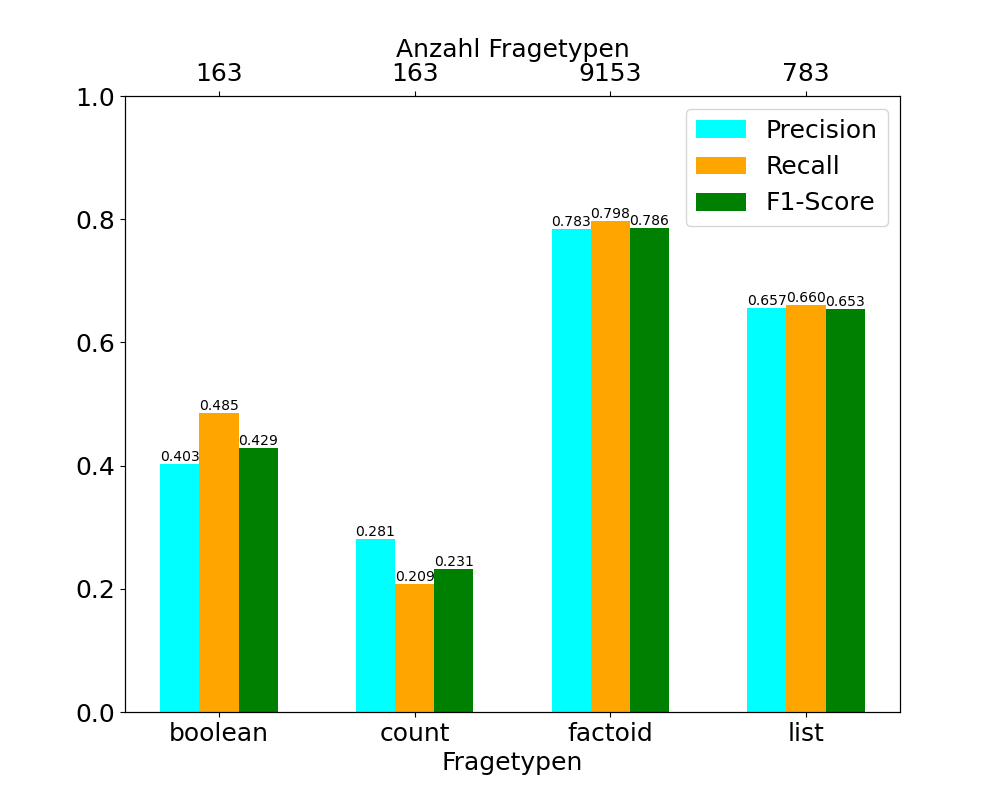 Anzahl Fragetypen
163 163 9153 783
1.0
Precision
Recall
F1-Score
0.8
0.783 0.798 0.786
0.657 0.660 0.653
0.6
0.403 0.485 0.429
0.4
0.281 0.209 0.231
0.2
0.0
boolean count factoid list
Fragetypen